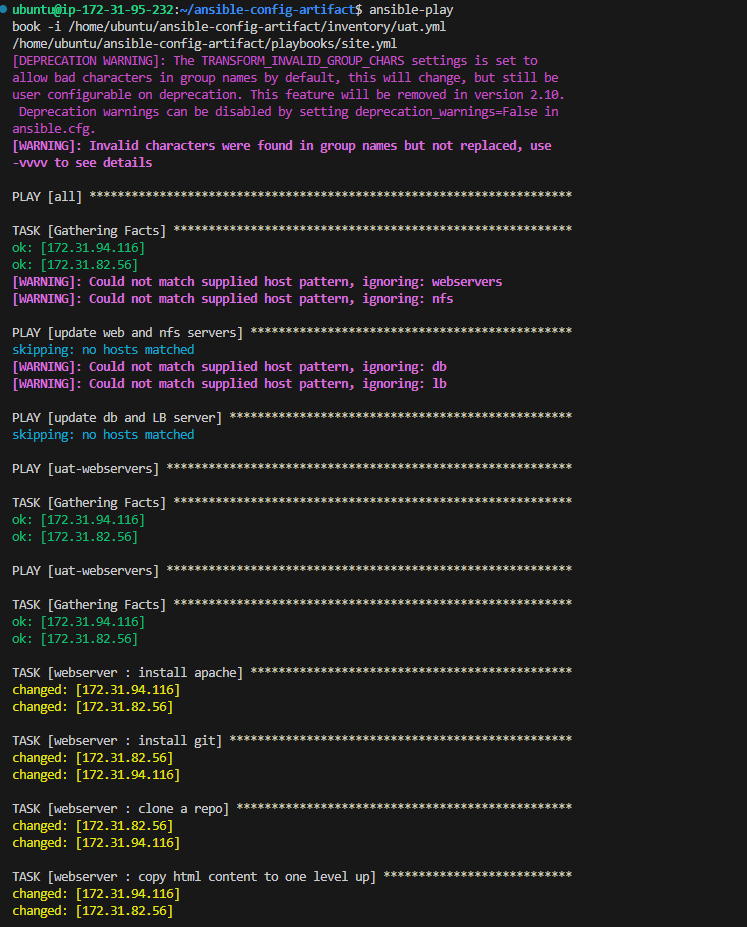 ubuntu@ip-172-31-95-232:~/ansible-config-artifact$ ansible-play
book -i /home/ubuntu/ansible-config-artifact/inventory/uat.yml
/home/ubuntu/ansible-config-artifact/playbooks/site.yml
[DEPRECATION WARNING]: The TRANSFORM_INVALID_GROUP_CHARS settings is set to
allow bad characters in group names by default, this will change, but still be
user configurable on deprecation. This feature will be removed in version 2.10.
 Deprecation warnings can be disabled by setting deprecation_warnings=False in
ansible.cfg.
[WARNING]: Invalid characters were found in group names but not replaced, use
-vvvv to see details

PLAY [all] *********************************************************************

TASK [Gathering Facts] *********************************************************
ok: [172.31.94.116]
ok: [172.31.82.56]
[WARNING]: Could not match supplied host pattern, ignoring: webservers
[WARNING]: Could not match supplied host pattern, ignoring: nfs

PLAY [update web and nfs servers] **********************************************
skipping: no hosts matched
[WARNING]: Could not match supplied host pattern, ignoring: db
[WARNING]: Could not match supplied host pattern, ignoring: lb

PLAY [update db and LB server] *************************************************
skipping: no hosts matched

PLAY [uat-webservers] **********************************************************

TASK [Gathering Facts] *********************************************************
ok: [172.31.94.116]
ok: [172.31.82.56]

PLAY [uat-webservers] **********************************************************

TASK [Gathering Facts] *********************************************************
ok: [172.31.94.116]
ok: [172.31.82.56]

TASK [webserver : install apache] **********************************************
changed: [172.31.94.116]
changed: [172.31.82.56]

TASK [webserver : install git] *************************************************
changed: [172.31.82.56]
changed: [172.31.94.116]

TASK [webserver : clone a repo] ************************************************
changed: [172.31.82.56]
changed: [172.31.94.116]

TASK [webserver : copy html content to one level up] ***************************
changed: [172.31.94.116]
changed: [172.31.82.56]